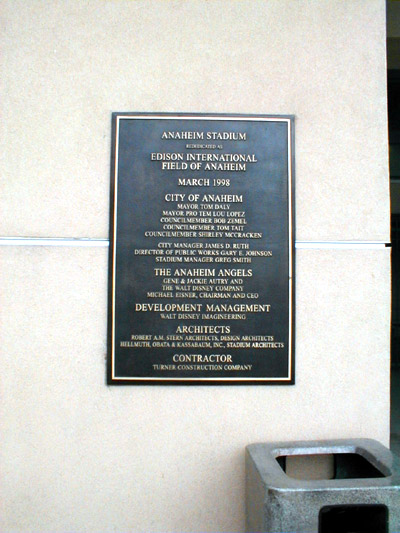 ANAHEIM STADIUM
REDEDICATED AS
EDISON INTERNATIONAL
FIELD OF ANAHEIM
MARCH 1998
CITY OF ANAHEIM
MAYOR TOM DALY
MAYOR PRO TEM LOU LOPEZ
COUNCILMEMBER BOB ZEMEL
COUNCILMEMBER TOM TAIT
COUNCILMEMBER SHIRLEY MCCRACKEN
CITY MANAGER JAMES D. RUTH
DIRECTOR OF PUBLIC WORKS GARY E. JOHNSON
STADIUM MANAGER GREG SMITH
THE ANAHEIM ANGELS
GENE & JACKIE AUTRY AND
THE WALT DISNEY COMPANY
MICHAEL EISNER, CHAIRMAN AND CEO
DEVELOPMENT MANAGEMENT
WALT DISNEY IMAGINEERING
ARCHITECTS
ROBERT A.M. STERN ARCHITECTS, DESIGN ARCHITECTS
HELLMUTH, OBATA & KASSABAUM, INC., STADIUM ARCHITECTS
CONTRACTOR
TURNER CONSTRUCTION COMPANY